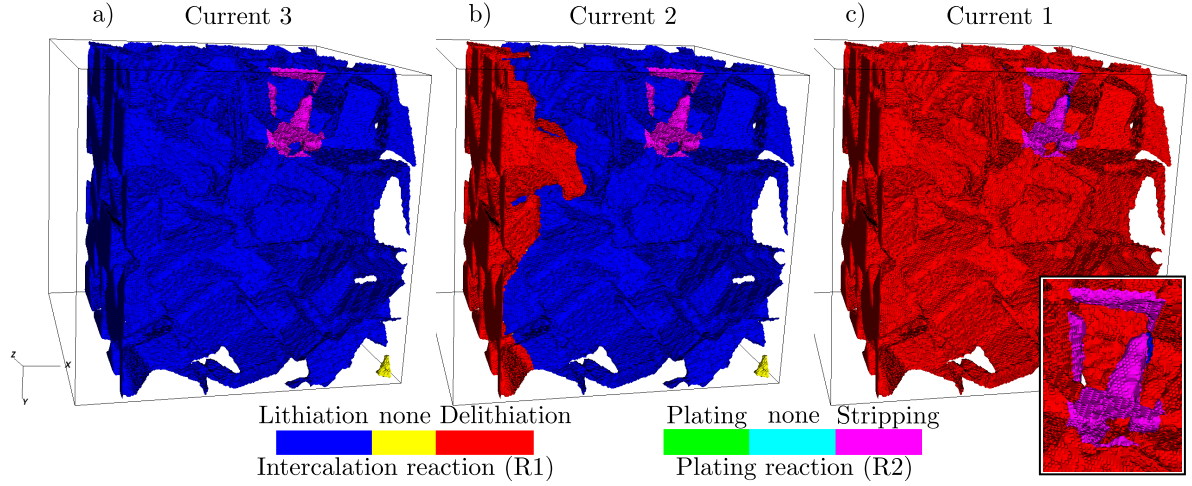 a) Current 3
b) Current 2
c) Current 1
Z
X
Y
Lithiation none Delithiation
Intercalation reaction (R1)
Plating none Stripping
Plating reaction (R2)